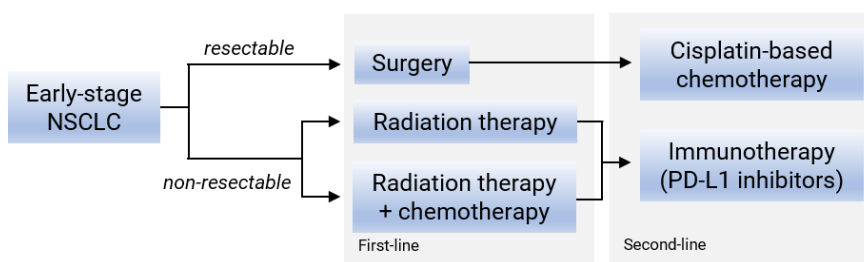 Early-stage
NSCLC
resectable
non-resectable
Surgery
Radiation therapy
Radiation therapy
+ chemotherapy
First-line
Cisplatin-based
chemotherapy
Immunotherapy
(PD-L1 inhibitors)
Second-line